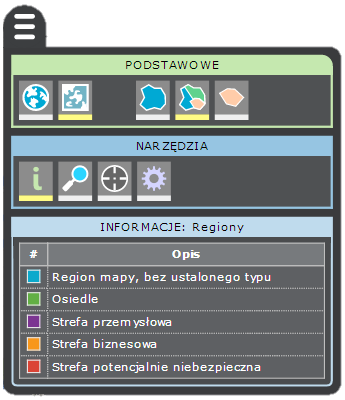 PODSTAWOWE
NARZĘDZIA
i
INFORMACJE: Regiony
# Opis
Region mapy, bez ustalonego typu
Osiedle
Strefa przemysłowa
Strefa biznesowa
Strefa potencjalnie niebezpieczna